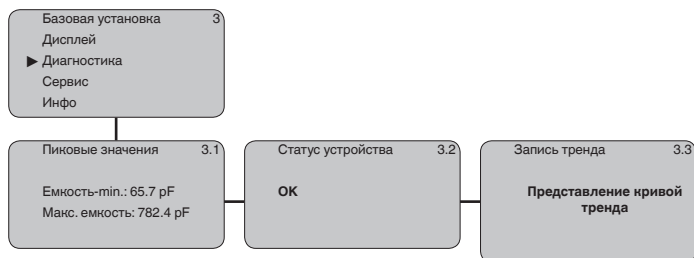 Базовая установка 3
Дисплей
▶ Диагностика
Сервис
Инфо
Пиковые значения 3.1
Емкость-min.: 65.7 pF
Макс. емкость: 782.4 pF
Статус устройства 3.2
OK
Запись тренда 3.3
Представление кривой
тренда